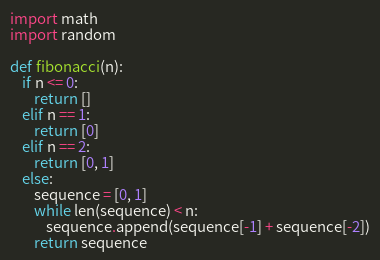 import math
import random

def fibonacci(n):
    if n <= 0:
        return []
    elif n == 1:
        return [0]
    elif n == 2:
        return [0, 1]
    else:
        sequence = [0, 1]
        while len(sequence) < n:
            sequence.append(sequence[-1] + sequence[-2])
        return sequence